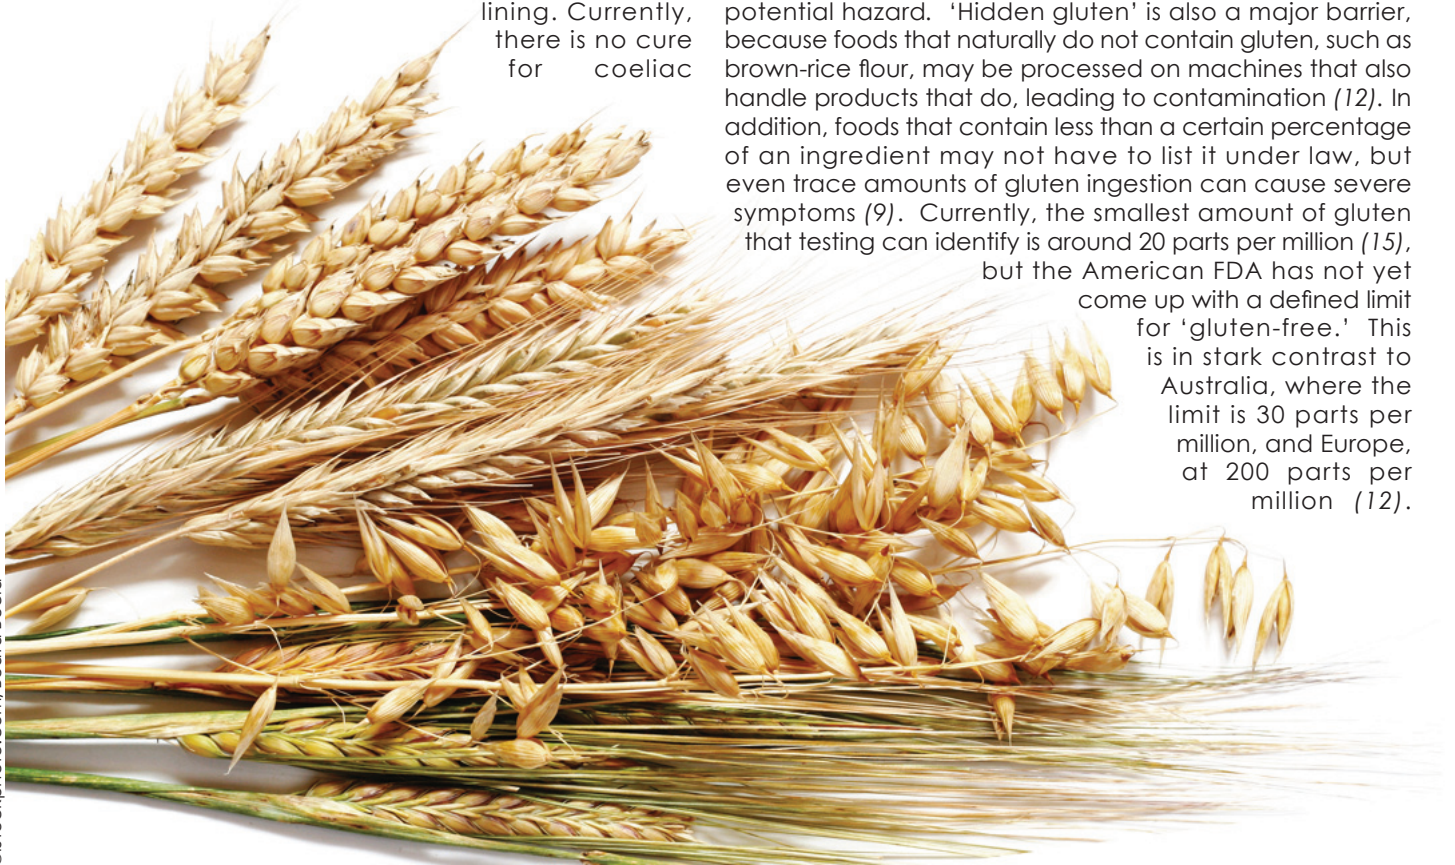 lining. Currently,
there is no cure
for coeliac
potential hazard. ‘Hidden gluten’ is also a major barrier,
because foods that naturally do not contain gluten, such as
brown-rice flour, may be processed on machines that also
handle products that do, leading to contamination (12). In
addition, foods that contain less than a certain percentage
of an ingredient may not have to list it under law, but
even trace amounts of gluten ingestion can cause severe
symptoms (9). Currently, the smallest amount of gluten
that testing can identify is around 20 parts per million (15),
but the American FDA has not yet
come up with a defined limit
for ‘gluten-free.’ This
is in stark contrast to
Australia, where the
limit is 30 parts per
million, and Europe,
at 200 parts per
million (12).